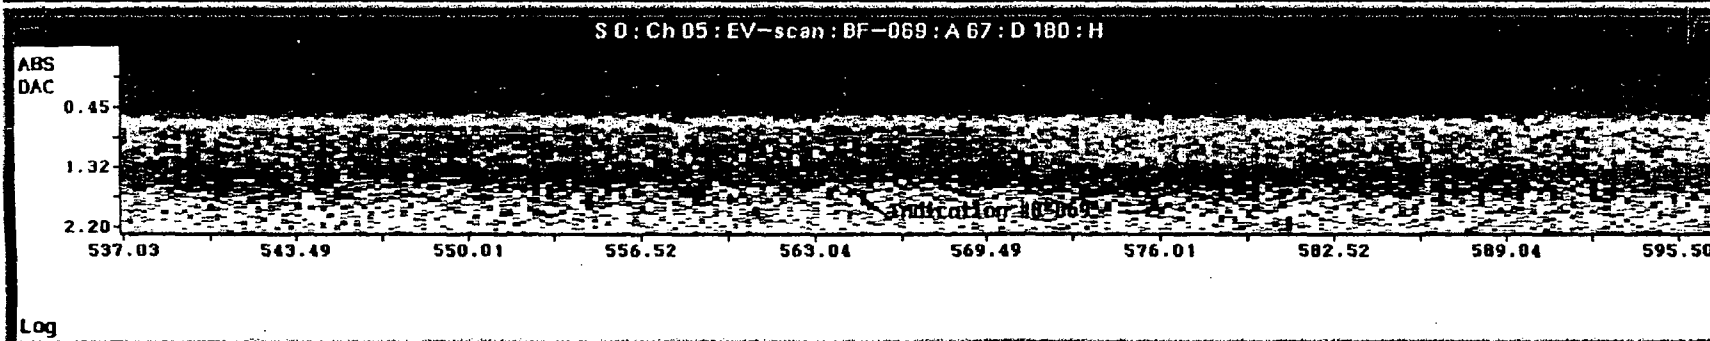 S 0 : Ch 05 : EV-scan : BF-069 : A 67 : D 180 : H
ABS
DAC
0.45
1.32
2.20
indication
537.03 543.49 550.01 556.52 563.04 569.49 576.01 582.52 589.04 595.50
Log